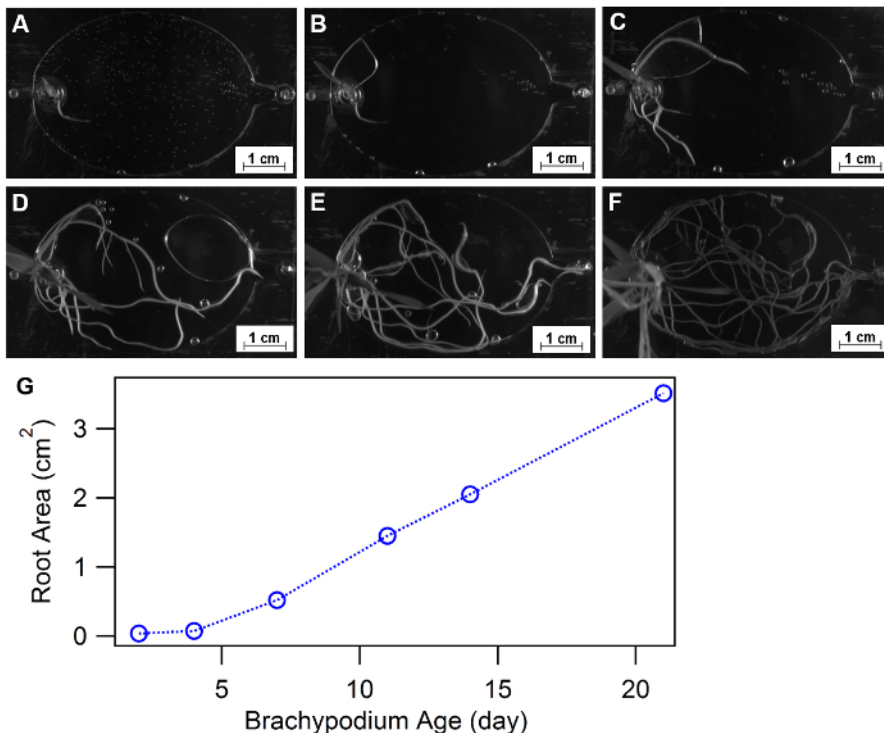 A
B
C
1 cm
1 cm
1 cm
D
E
F
1 cm
1 cm
1 cm
G
Root Area (cm²)
3
2
1
0
5
10
15
20
Brachypodium Age (day)